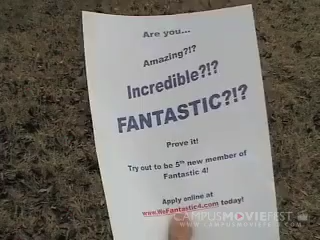 Are you...
Amazing?!?
Incredible?!?
FANTASTIC?!?
Prove it!
Try out to be 5th new member of
Fantastic 4!
Apply online at
www.WeFantastic4.com today!
CAMPUSMOVIEFEST